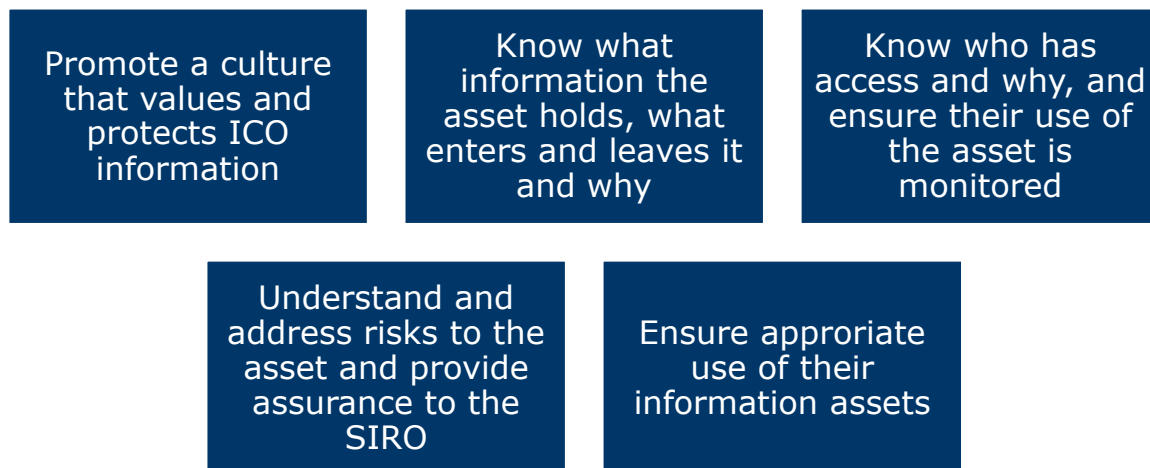 Promote a culture
that values and
protects ICO
information
Know what
information the
asset holds, what
enters and leaves it
and why
Know who has
access and why, and
ensure their use of
the asset is
monitored
Understand and
address risks to the
asset and provide
assurance to the
SIRO
Ensure approriate
use of their
information assets